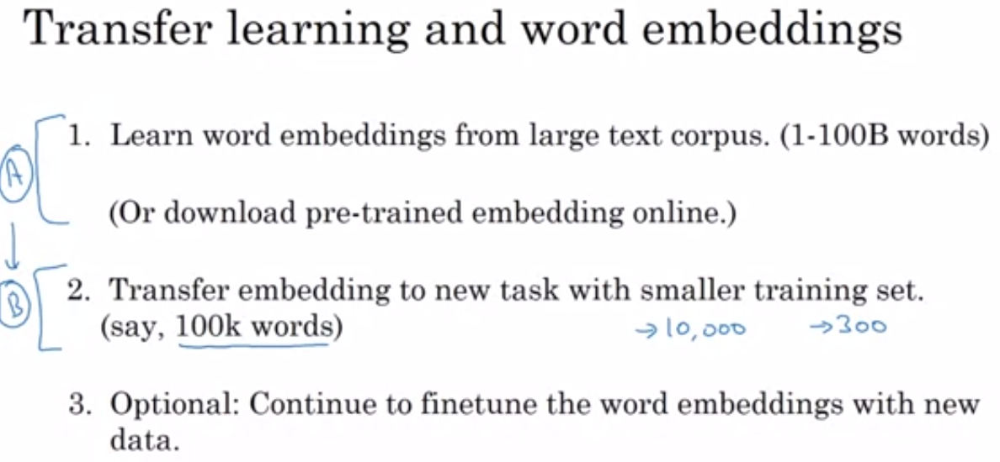 Transfer learning and word embeddings
1. Learn word embeddings from large text corpus. (1-100B words)
A
(Or download pre-trained embedding online.)
↓
2. Transfer embedding to new task with smaller training set.
B
(say, 100k words) →10,000 →300
3. Optional: Continue to finetune the word embeddings with new
data.